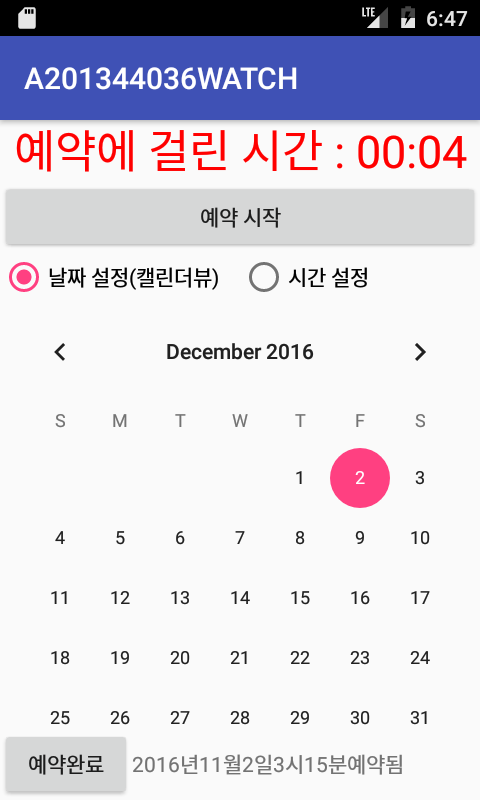 LTE 6:47
A201344036WATCH
예약에 걸린 시간 : 00:04
예약 시작
날짜 설정(캘린더뷰) 시간 설정
December 2016
S M T W T F S
1 2 3
4 5 6 7 8 9 10
11 12 13 14 15 16 17
18 19 20 21 22 23 24
25 26 27 28 29 30 31
예약완료 2016년11월2일3시15분예약됨